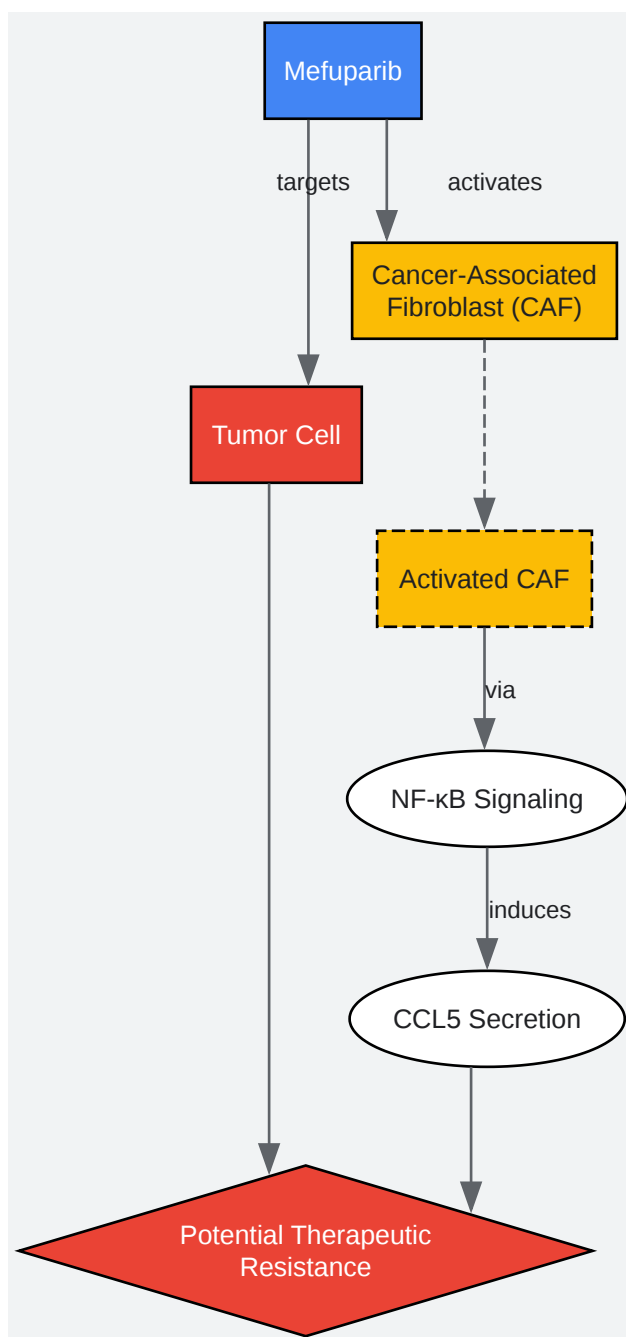 Mefuparib
targets
activates
Cancer-Associated
Fibroblast (CAF)
Tumor Cell
Activated CAF
via
NF-κB Signaling
induces
CCL5 Secretion
Potential Therapeutic
Resistance